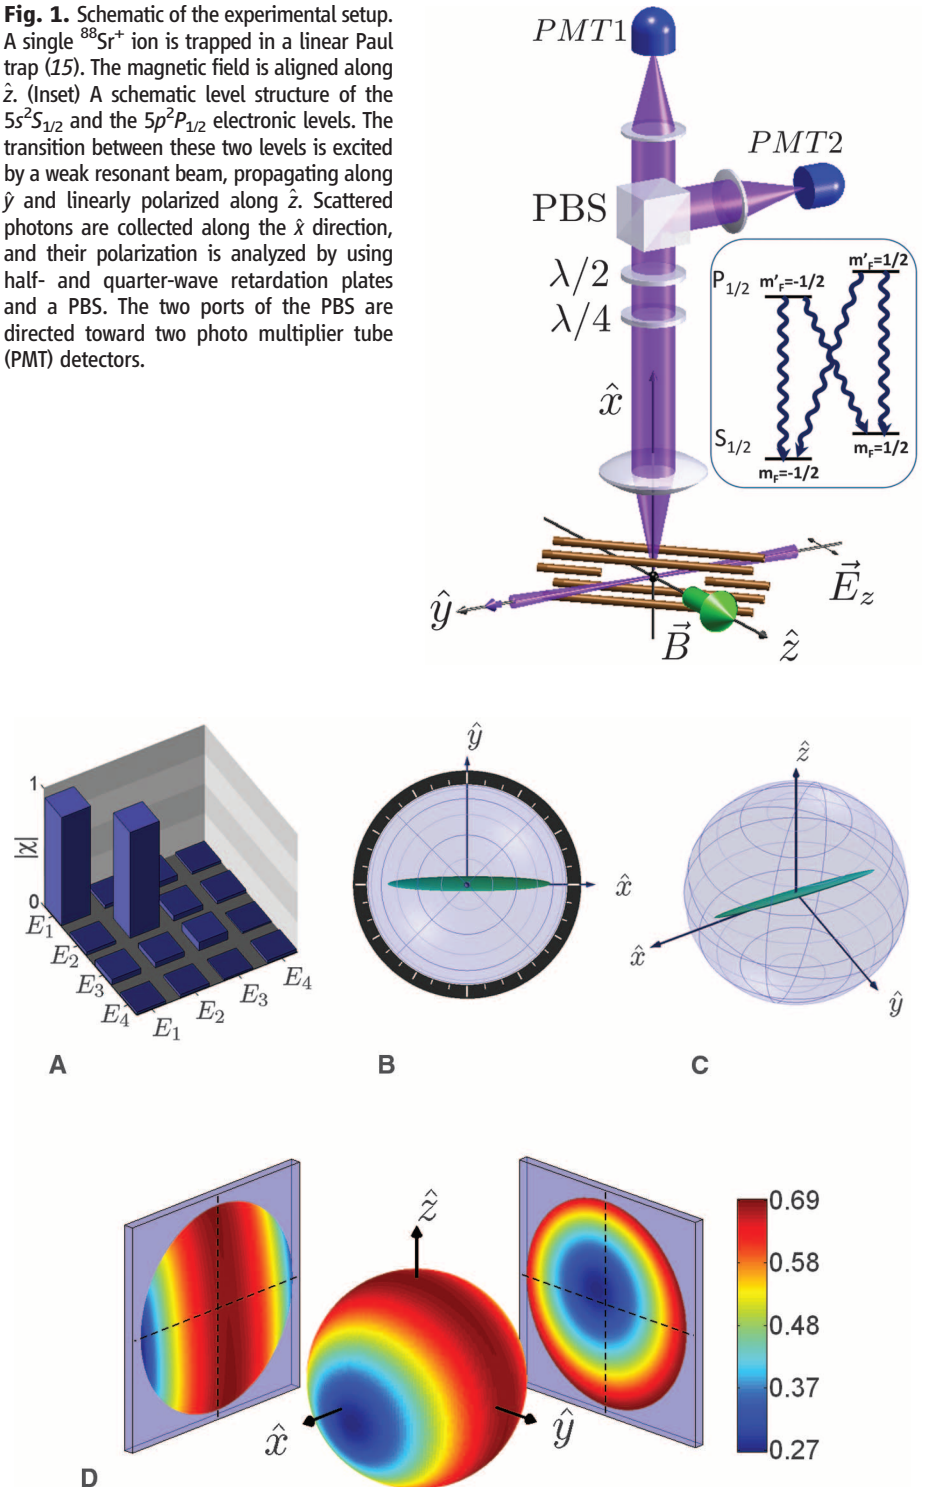 Fig. 1. Schematic of the experimental setup.
A single ⁸⁸Sr⁺ ion is trapped in a linear Paul
trap (15). The magnetic field is aligned along
ẑ. (Inset) A schematic level structure of the
5s²S₁/₂ and the 5p²P₁/₂ electronic levels. The
transition between these two levels is excited
by a weak resonant beam, propagating along
ŷ and linearly polarized along ẑ. Scattered
photons are collected along the x̂ direction,
and their polarization is analyzed by using
half- and quarter-wave retardation plates
and a PBS. The two ports of the PBS are
directed toward two photo multiplier tube
(PMT) detectors.
PMT1
PMT2
PBS
λ/2
λ/4
x̂
P₁/₂
m'F=-1/2
m'F=1/2
S₁/₂
mF=1/2
mF=-1/2
E⃗z
ŷ
B⃗
ẑ
1
|χ|
0
E₁
E₂
E₃
E₄
E₁
E₂
E₃
E₄
A
ŷ
x̂
B
ẑ
x̂
ŷ
C
ẑ
x̂
ŷ
0.69
0.58
0.48
0.37
0.27
D